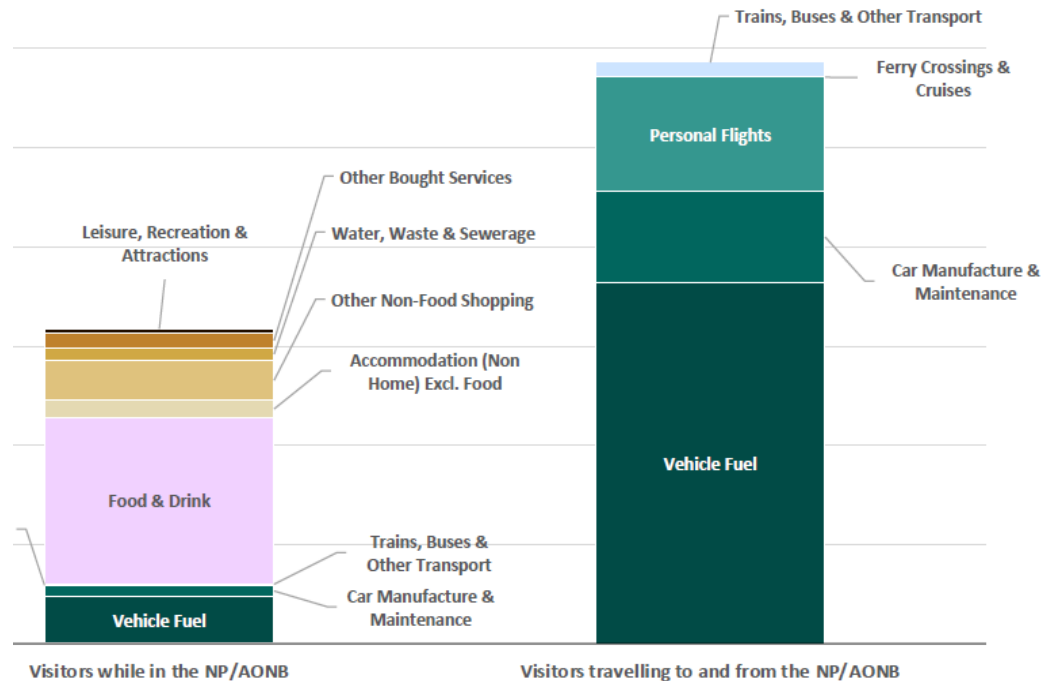 Trains, Buses & Other Transport
Ferry Crossings &
Cruises
Personal Flights
Other Bought Services
Leisure, Recreation &
Attractions
Water, Waste & Sewerage
Car Manufacture &
Maintenance
Other Non-Food Shopping
Accommodation (Non
Home) Excl. Food
Vehicle Fuel
Food & Drink
Trains, Buses &
Other Transport
Car Manufacture &
Maintenance
Vehicle Fuel
Visitors while in the NP/AONB
Visitors travelling to and from the NP/AONB